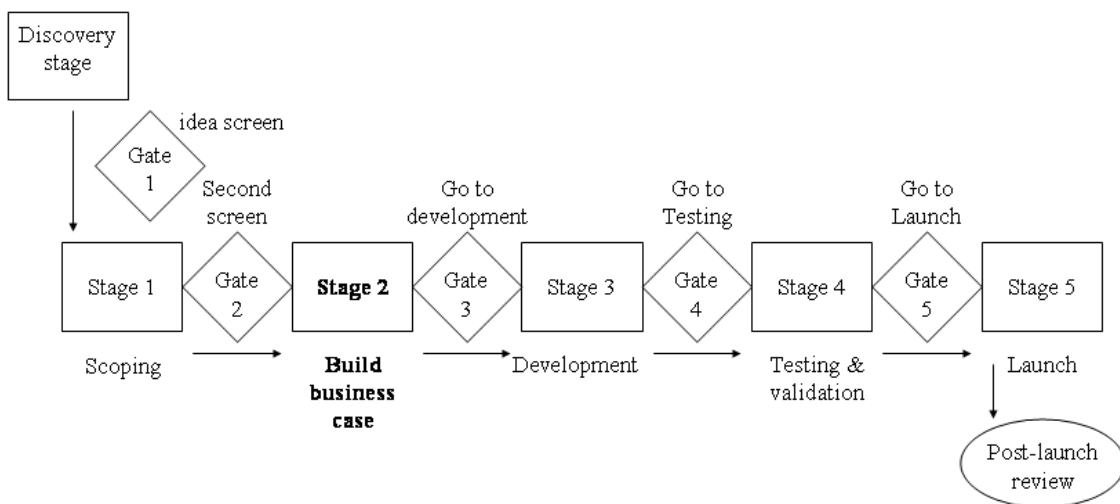 Discovery
stage
idea screen
Gate
1
Second
screen
Go to
development
Go to
Testing
Go to
Launch
Stage 1
Gate
2
Stage 2
Gate
3
Stage 3
Gate
4
Stage 4
Gate
5
Stage 5
Scoping
Build
business
case
Development
Testing &
validation
Launch
Post-launch
review